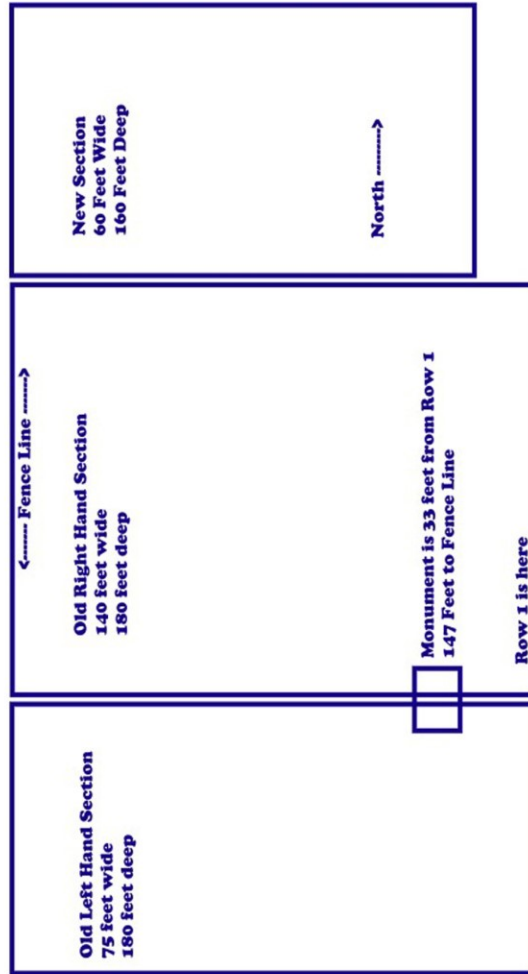 <------ Fence Line ------>
Old Left Hand Section
75 feet wide
180 feet deep
Old Right Hand Section
140 feet wide
180 feet deep
New Section
60 Feet Wide
160 Feet Deep
North --------->
Monument is 33 feet from Row 1
147 Feet to Fence Line
Row 1 is here